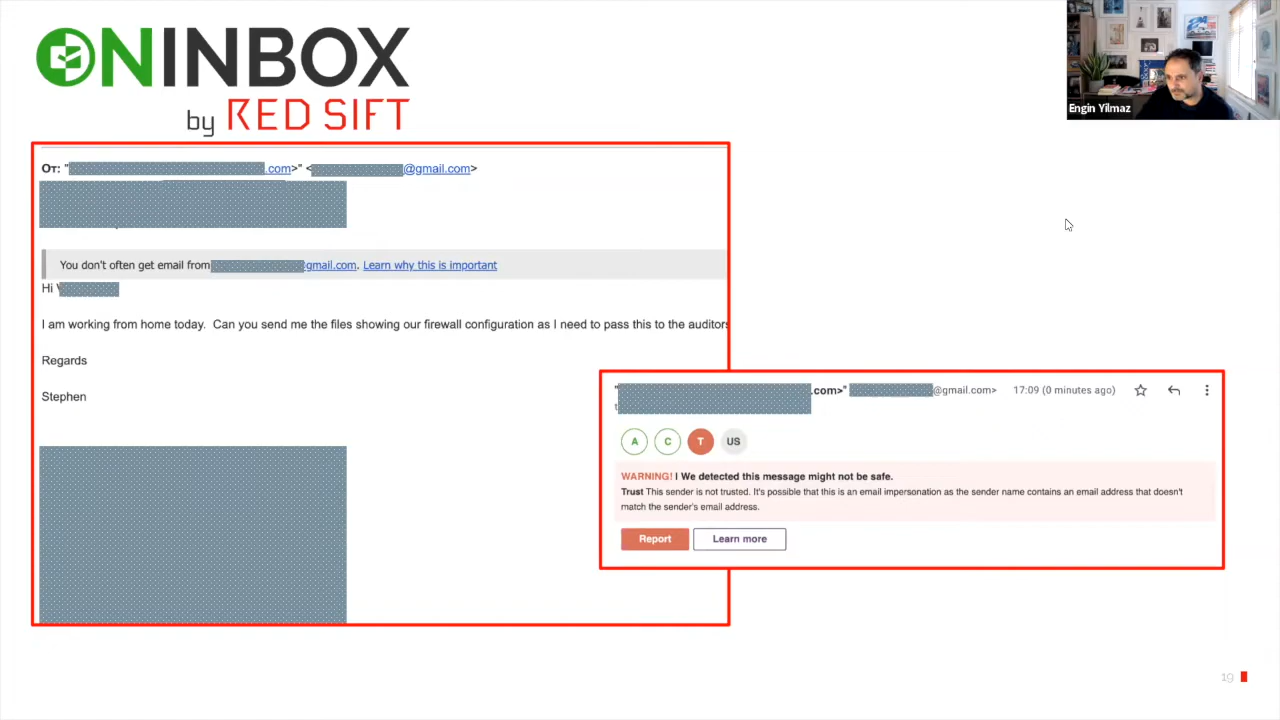 ONINBOX
by RED SIFT
Engin Yilmaz
От: " .com>" < @gmail.com>
You don't often get email from gmail.com. Learn why this is important
Hi
I am working from home today. Can you send me the files showing our firewall configuration as I need to pass this to the auditors
Regards
Stephen
" .com>" @gmail.com> 17:09 (0 minutes ago)
t
A C T US
WARNING! I We detected this message might not be safe.
Trust This sender is not trusted. It's possible that this is an email impersonation as the sender name contains an email address that doesn't
match the sender's email address.
Report Learn more
19